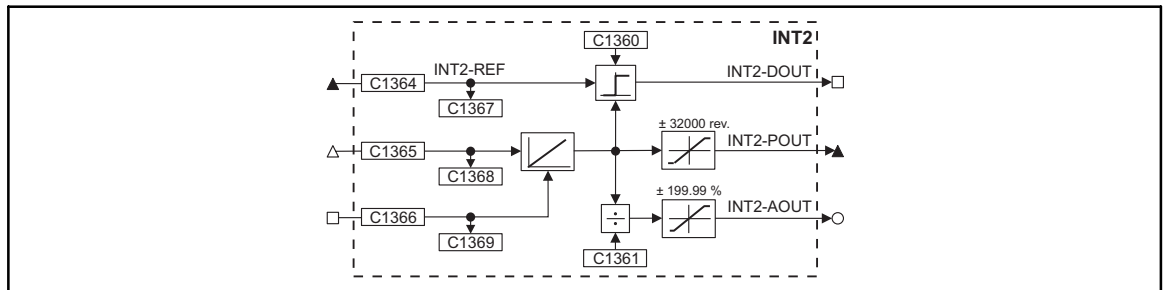 C1360
INT2
C1364
INT2-REF
INT2-DOUT
C1367
± 32000 rev.
C1365
INT2-POUT
C1368
± 199.99 %
C1366
INT2-AOUT
÷
C1369
C1361